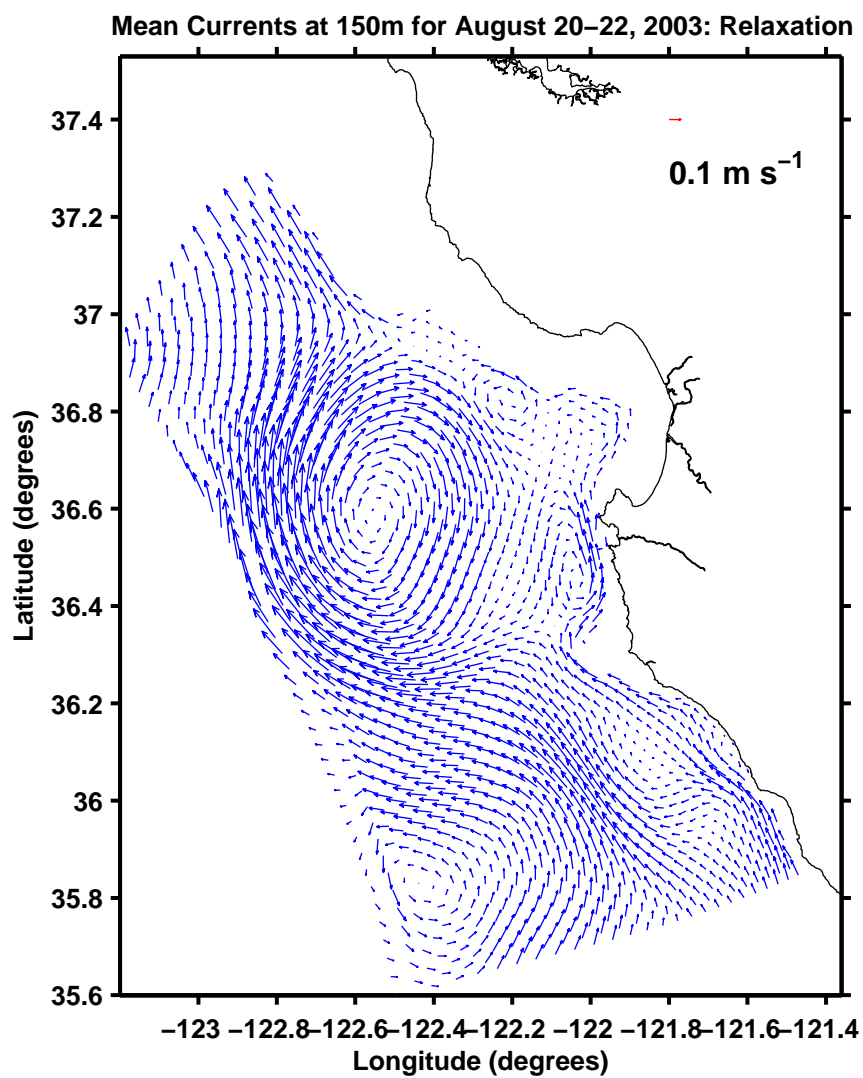 Mean Currents at 150m for August 20−22, 2003: Relaxation
37.4
0.1 m s−1
37.2
37
36.8
36.6
36.4
36.2
36
35.8
35.6
Latitude (degrees)
−123 −122.8 −122.6 −122.4 −122.2 −122 −121.8 −121.6 −121.4
Longitude (degrees)